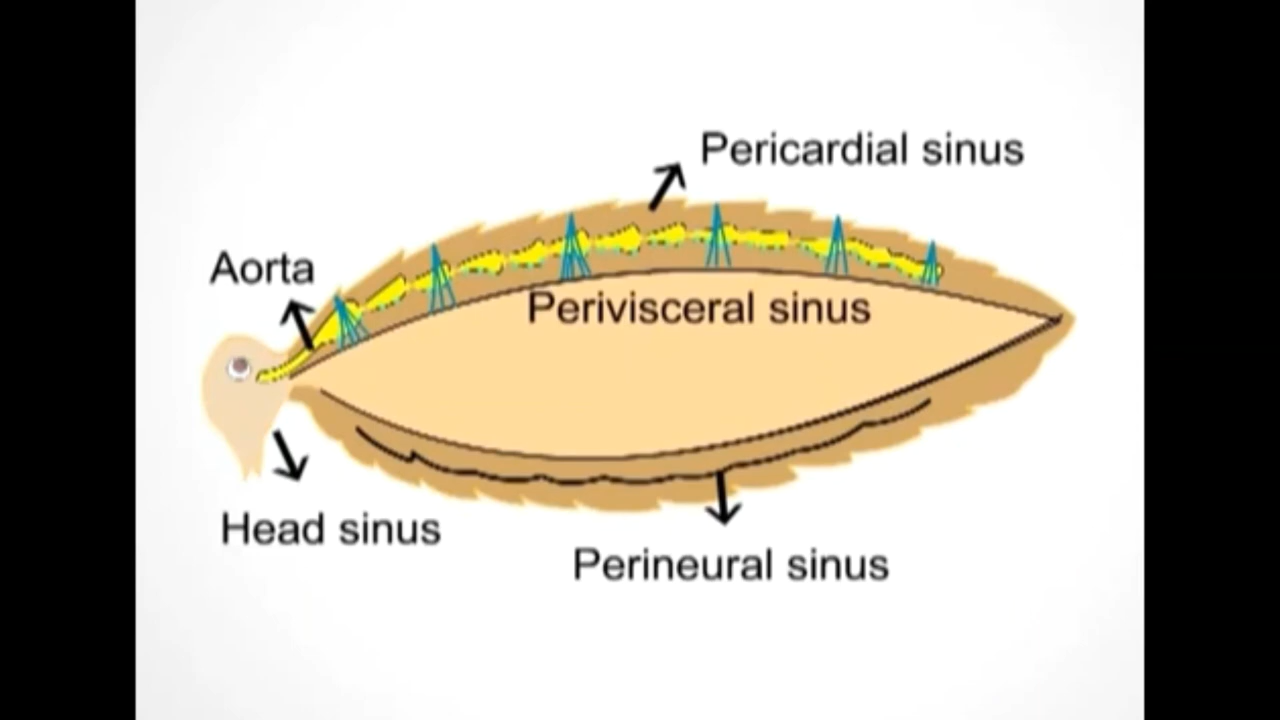 Pericardial sinus
Aorta
Perivisceral sinus
Head sinus
Perineural sinus